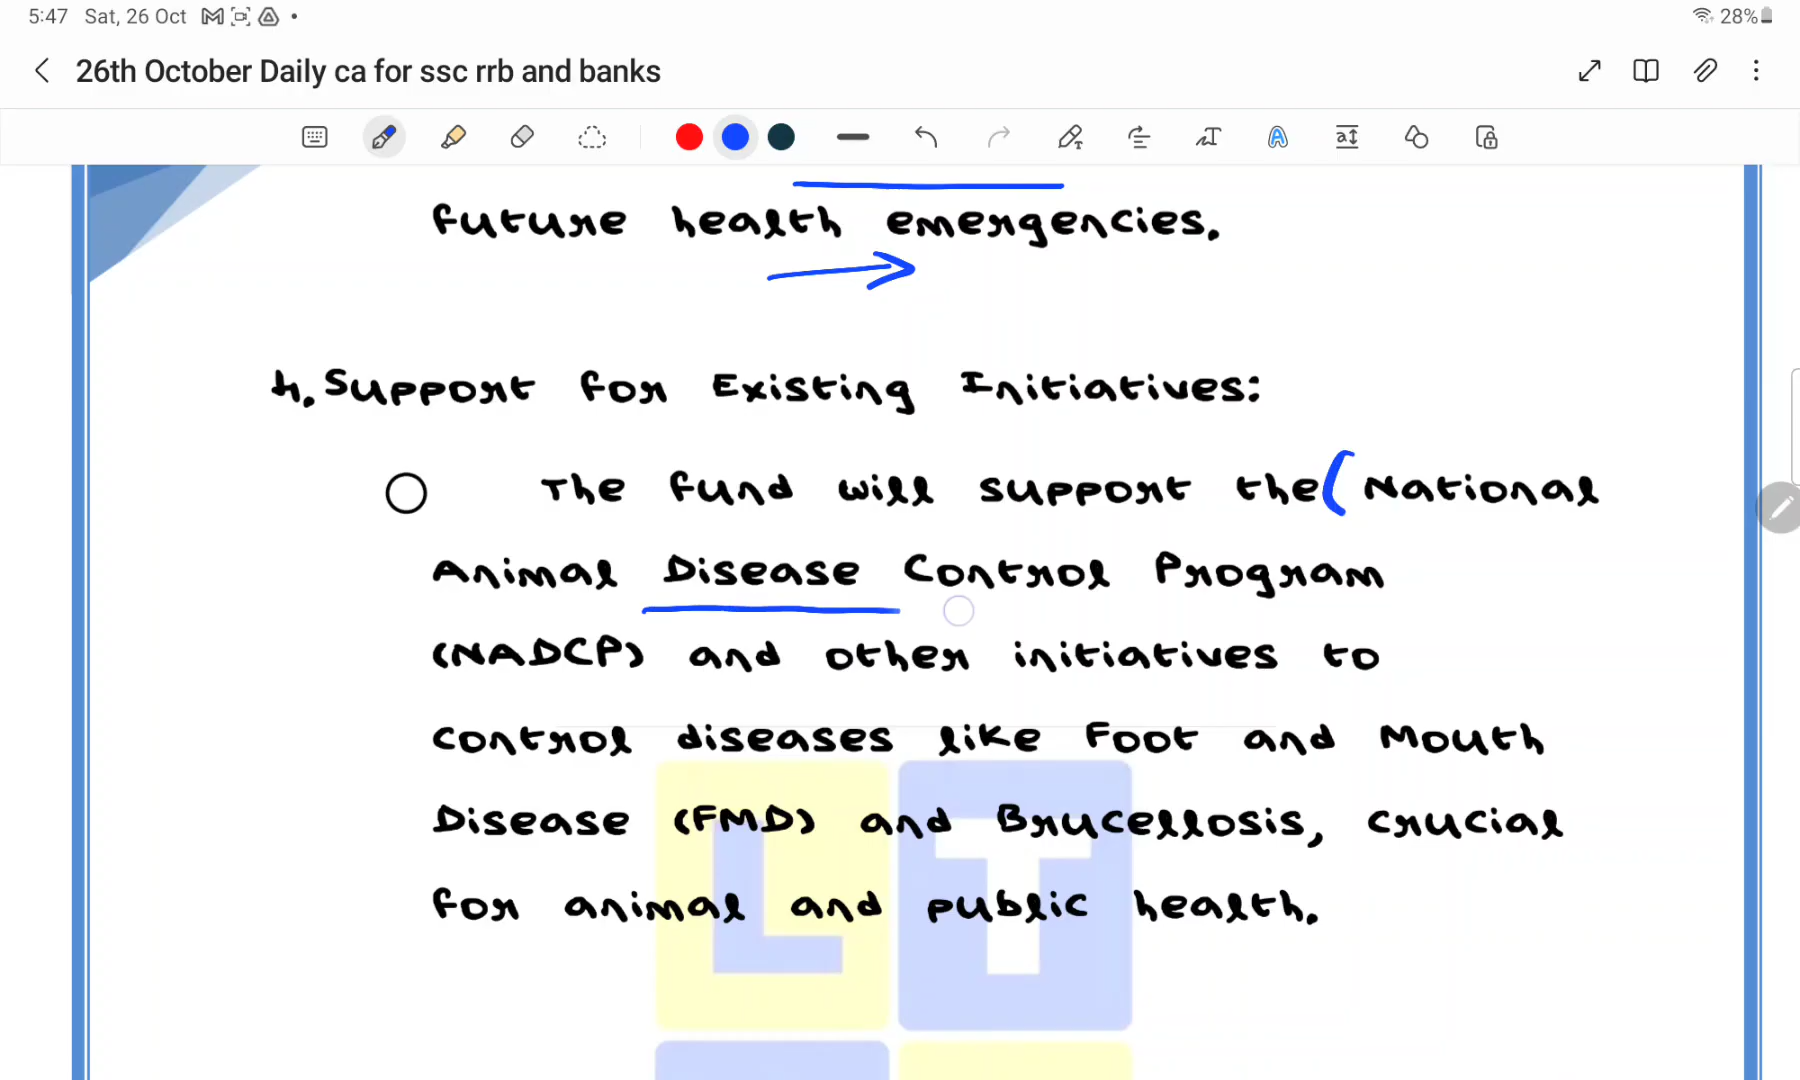 5:47 Sat, 26 Oct
28%
26th October Daily ca for ssc rrb and banks
future health emergencies.
4. Support for Existing Initiatives:
The fund will support the (National
Animal Disease Control Program
(NADCP) and other initiatives to
control diseases like Foot and Mouth
Disease (FMD) and Brucellosis, crucial
for animal and public health.
L T